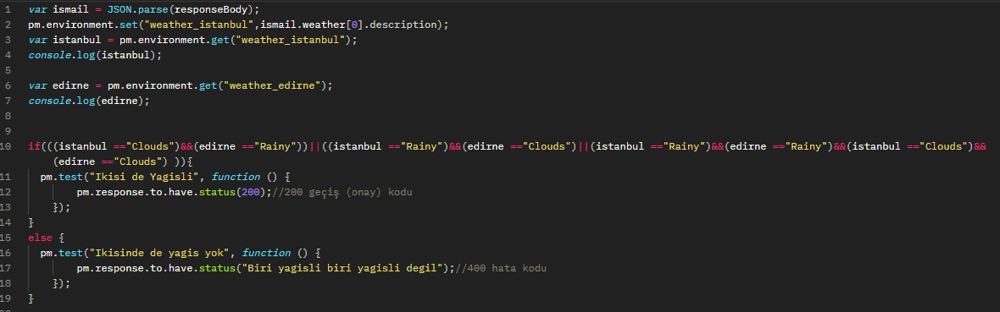 1 var ismail = JSON.parse(responseBody);
2 pm.environment.set("weather_istanbul",ismail.weather[0].description);
3 var istanbul = pm.environment.get("weather_istanbul");
4 console.log(istanbul);
5
6 var edirne = pm.environment.get("weather_edirne");
7 console.log(edirne);
8
9
10 if(((istanbul =="Clouds")&&(edirne =="Rainy"))||((istanbul =="Rainy")&&(edirne =="Clouds")||(istanbul =="Rainy")&&(edirne =="Rainy")&&(istanbul =="Clouds")&&
(edirne =="Clouds") )){
11 pm.test("Ikisi de Yagisli", function () {
12 pm.response.to.have.status(200);//200 geçiş (onay) kodu
13 });
14 }
15 else {
16 pm.test("Ikisinde de yagis yok", function () {
17 pm.response.to.have.status("Biri yagisli biri yagisli degil");//400 hata kodu
18 });
19 }